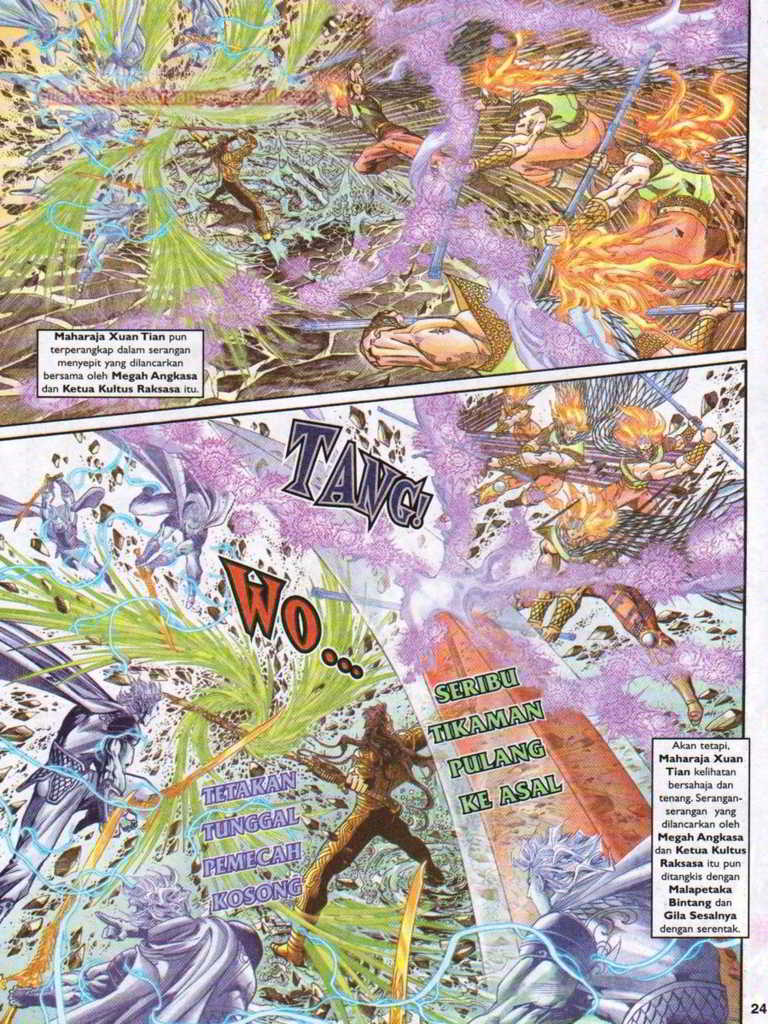 Maharaja Xuan Tian pun
terperangkap dalam serangan
menyepit yang dilancarkan
bersama oleh Megah Angkasa
dan Ketua Kultus Raksasa itu.
TANG!
WO...
SERIBU
TIKAMAN
PULANG
KE ASAL
TETAKAN
TUNGGAL
PEMECAH
KOSONG
Akan tetapi,
Maharaja Xuan
Tian kelihatan
bersahaja dan
tenang. Serangan-
serangan yang
dilancarkan oleh
Megah Angkasa
dan Ketua Kultus
Raksasa itu pun
ditangkis dengan
Malapetaka
Bintang dan
Gila Sesalnya
dengan serentak.
24